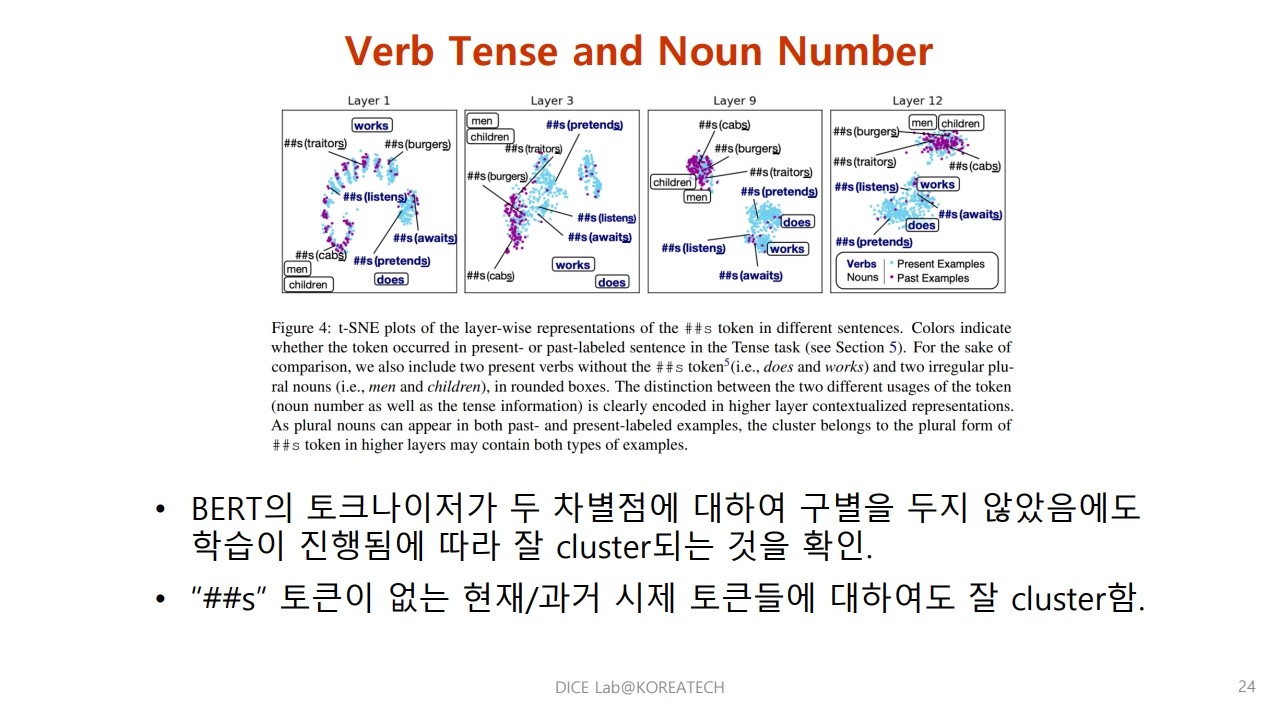 Verb Tense and Noun Number
Layer 1
works
##s (traitors)
##s (burgers)
##s (listens)
##s (awaits)
##s (cabs)
##s (pretends)
men
does
children
Layer 3
men
##s (pretends)
children
##s (traitors)
##s (burgers)
##s (listens)
##s (awaits)
works
##s (cabs)
does
Layer 9
##s (cabs)
##s (burgers)
##s (traitors)
children
##s (pretends)
men
does
##s (listens)
works
##s (awaits)
Layer 12
men
children
##s (burgers)
##s (traitors)
##s (cabs)
##s (listens)
works
##s (awaits)
does
##s (pretends)
Verbs
Nouns
Present Examples
Past Examples
Figure 4: t-SNE plots of the layer-wise representations of the ##s token in different sentences. Colors indicate
whether the token occurred in present- or past-labeled sentence in the Tense task (see Section 5). For the sake of
comparison, we also include two present verbs without the ##s token5(i.e., does and works) and two irregular plu-
ral nouns (i.e., men and children), in rounded boxes. The distinction between the two different usages of the token
(noun number as well as the tense information) is clearly encoded in higher layer contextualized representations.
As plural nouns can appear in both past- and present-labeled examples, the cluster belongs to the plural form of
##s token in higher layers may contain both types of examples.
• BERT의 토크나이저가 두 차별점에 대하여 구별을 두지 않았음에도
학습이 진행됨에 따라 잘 cluster되는 것을 확인.
• "##s" 토큰이 없는 현재/과거 시제 토큰들에 대하여도 잘 cluster함.
DICE Lab@KOREATECH
24